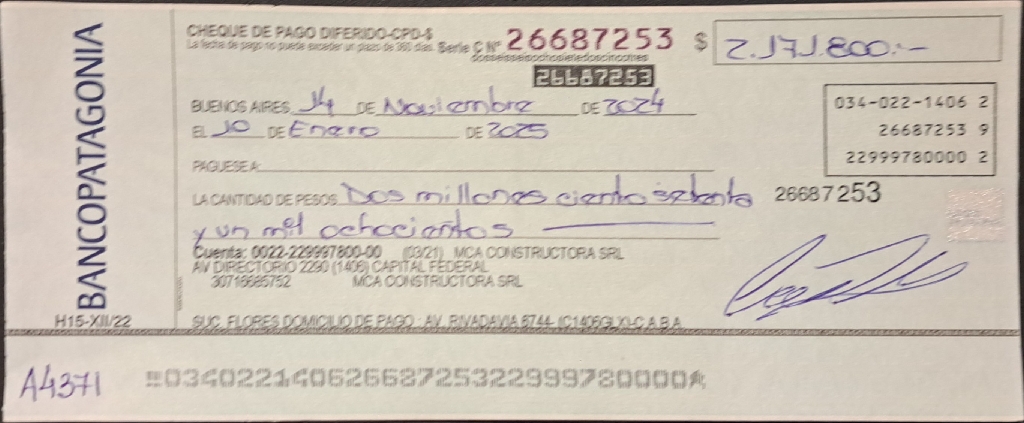 BANCOPATAGONIA
H15-XII/22
CHEQUE DE PAGO DIFERIDO-CPD-$
La fecha de pago no puede exceder un plazo de 360 días. Serie C Nº 26687253 $ 2.171.800.-
dosseisseisochosietedoscincotres
26687253
BUENOS AIRES, 14 DE Noviembre DE 2024
EL 10 DE Enero DE 2025
034-022-1406 2
26687253 9
22999780000 2
PAGUESE A
LA CANTIDAD DE PESOS Dos millones ciento setenta
26687253
y un mil ochocientos
Cuenta: 0022-229997800-00 (03/21) MCA CONSTRUCTORA SRL
AV DIRECTORIO 2290 (1406) CAPITAL FEDERAL
30716685752 MCA CONSTRUCTORA SRL
SUC. FLORES DOMICILIO DE PAGO : AV. RIVADAVIA 6744
C.A.B.A.
A4371
03402214062668725322999780000